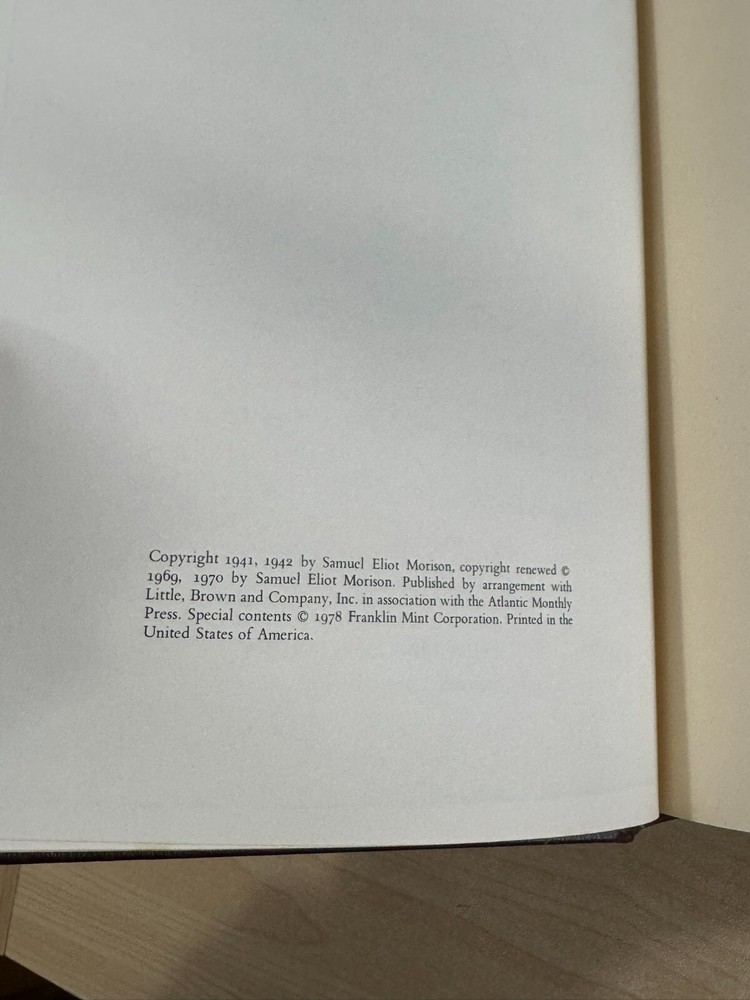 Copyright 1941, 1942 by Samuel Eliot Morison, copyright renewed ©
1969, 1970 by Samuel Eliot Morison. Published by arrangement with
Little, Brown and Company, Inc. in association with the Atlantic Monthly
Press. Special contents © 1978 Franklin Mint Corporation. Printed in the
United States of America.